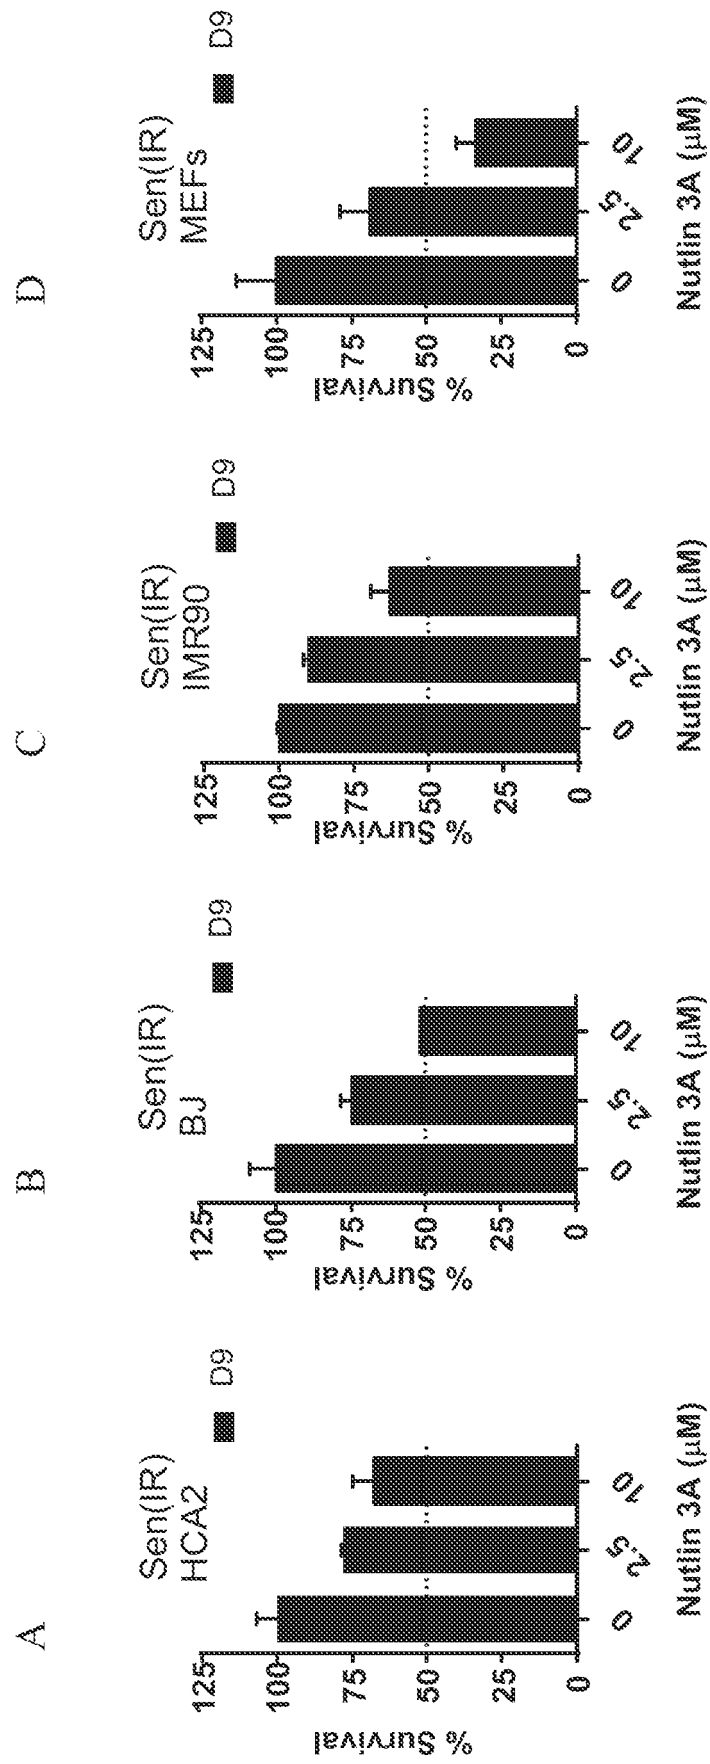 A
Sen(IR)
HCA2
D9
% Survival
125
100
75
50
25
0
0
2.5
10
Nutlin 3A (µM)
B
Sen(IR)
BJ
D9
% Survival
125
100
75
50
25
0
0
2.5
10
Nutlin 3A (µM)
C
Sen(IR)
IMR90
D9
% Survival
125
100
75
50
25
0
0
2.5
10
Nutlin 3A (µM)
D
Sen(IR)
MEFs
D9
% Survival
125
100
75
50
25
0
0
2.5
10
Nutlin 3A (µM)